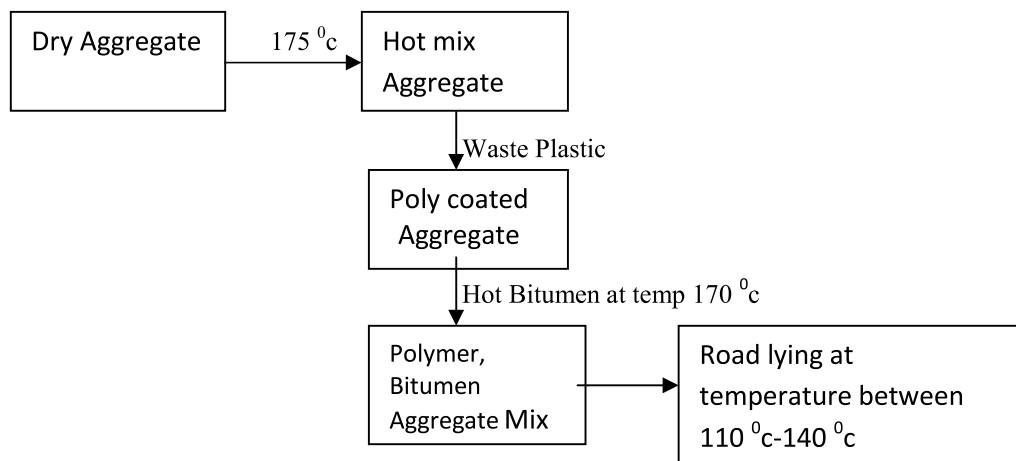 Dry Aggregate
175 ⁰c
Hot mix
Aggregate
Waste Plastic
Poly coated
Aggregate
Hot Bitumen at temp 170 ⁰c
Polymer,
Bitumen
Aggregate Mix
Road lying at
temperature between
110 ⁰c-140 ⁰c